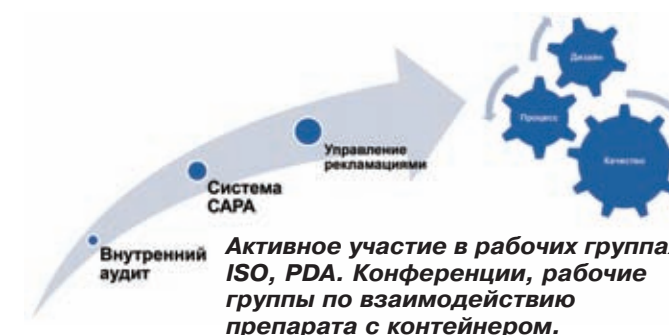 Дизайн
Процесс
Качество
Управление
рекламациями
Система
САРА
Внутренний
аудит
Активное участие в рабочих группах
ISO, PDA. Конференции, рабочие
группы по взаимодействию
препарата с контейнером.